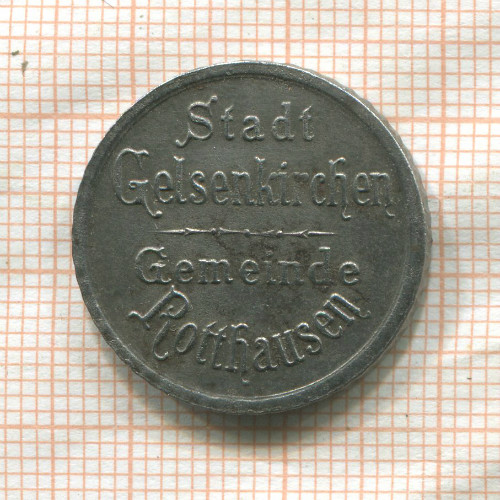 Stadt
Gelsenkirchen
Gemeinde
Rotthausen